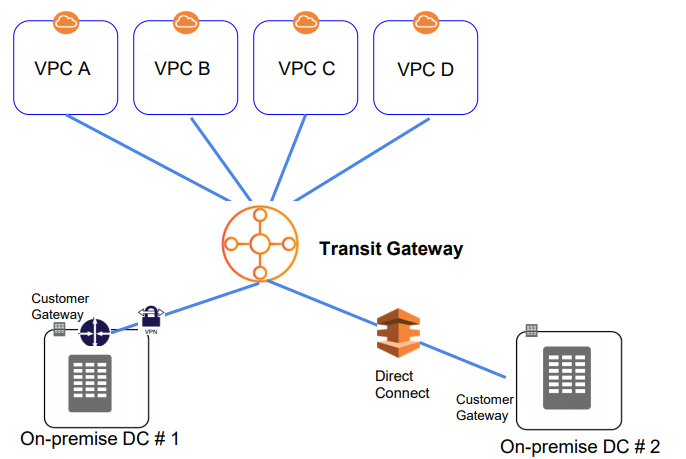 VPC A
VPC B
VPC C
VPC D
Transit Gateway
Customer
Gateway
VPN
Direct
Connect
Customer
Gateway
On-premise DC # 1
On-premise DC # 2